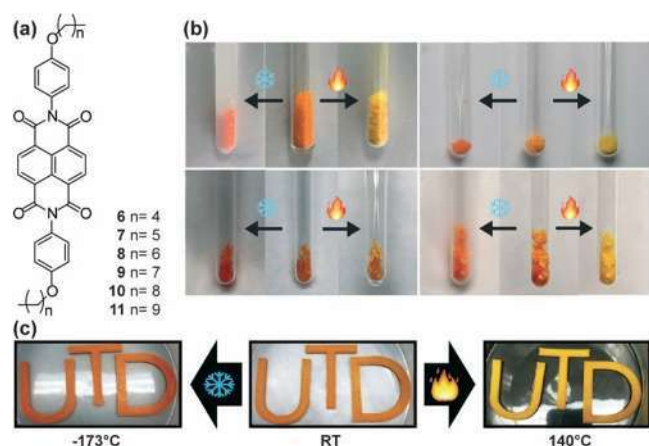 (a)
(b)
n
O
N
O
O
O
O
N
O
n
6 n= 4
7 n= 5
8 n= 6
9 n= 7
10 n= 8
11 n= 9
(c)
UTD
UTD
UTD
-173°C
RT
140°C